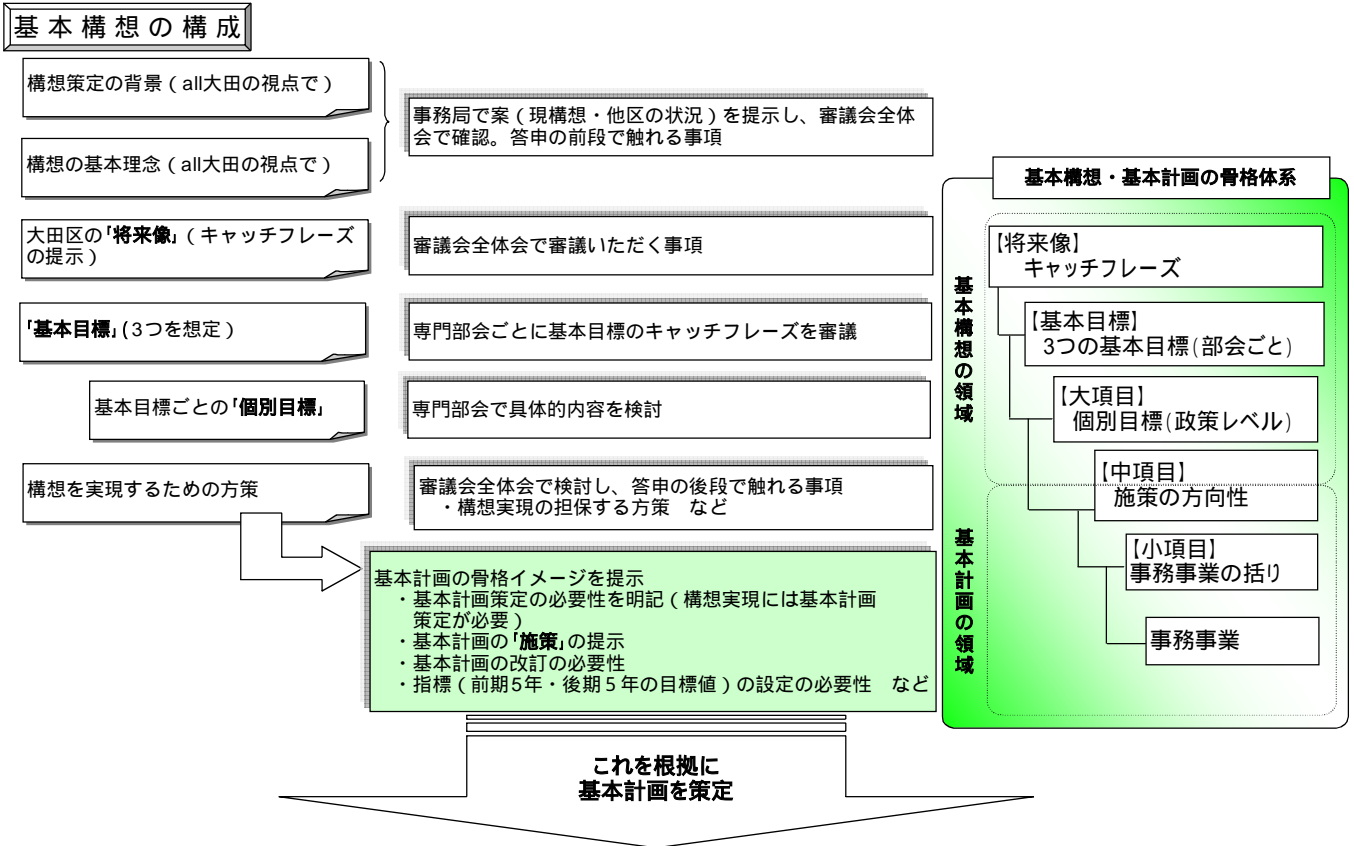 基本構想の構成
構想策定の背景（all大田の視点で）
構想の基本理念（all大田の視点で）
事務局で案（現構想・他区の状況）を提示し、審議会全体
会で確認。答申の前段で触れる事項
大田区の「将来像」（キャッチフレーズ
の提示）
審議会全体会で審議いただく事項
「基本目標」（3つを想定）
専門部会ごとに基本目標のキャッチフレーズを審議
基本目標ごとの「個別目標」
専門部会で具体的内容を検討
構想を実現するための方策
審議会全体会で検討し、答申の後段で触れる事項
・構想実現の担保する方策　など
基本計画の骨格イメージを提示
・基本計画策定の必要性を明記（構想実現には基本計画
策定が必要）
・基本計画の「施策」の提示
・基本計画の改訂の必要性
・指標（前期5年・後期５年の目標値）の設定の必要性　など
これを根拠に
基本計画を策定
基本構想・基本計画の骨格体系
基本構想の領域
【将来像】
キャッチフレーズ
【基本目標】
3つの基本目標(部会ごと)
【大項目】
個別目標(政策レベル)
【中項目】
施策の方向性
基本計画の領域
【小項目】
事務事業の括り
事務事業